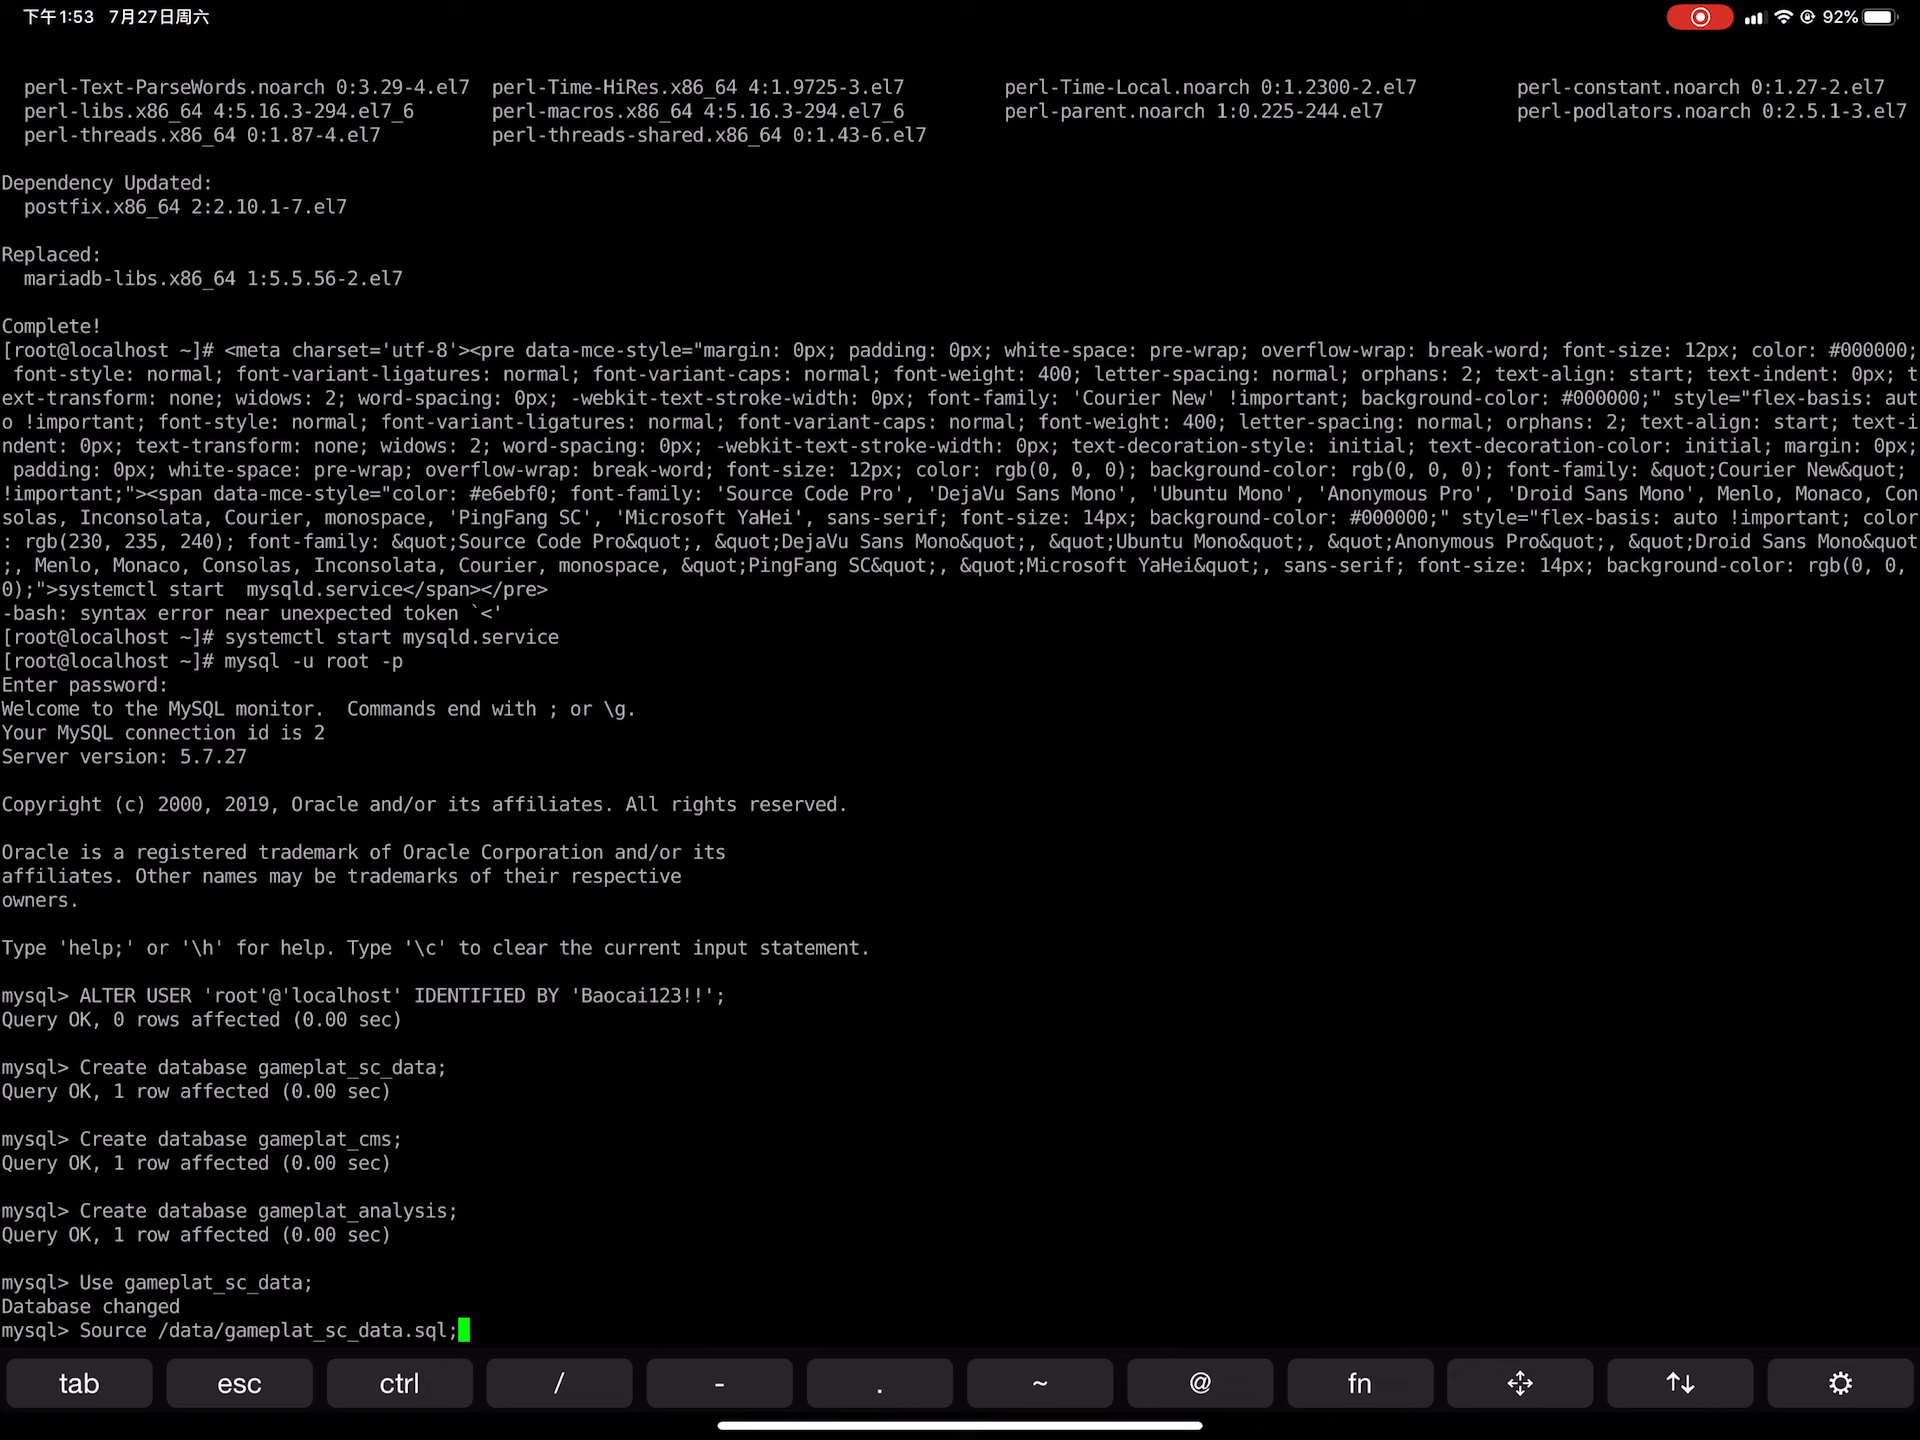 下午1:53 7月27日周六
92%
perl-Text-ParseWords.noarch 0:3.29-4.el7 perl-Time-HiRes.x86_64 4:1.9725-3.el7 perl-Time-Local.noarch 0:1.2300-2.el7 perl-constant.noarch 0:1.27-2.el7
perl-libs.x86_64 4:5.16.3-294.el7_6 perl-macros.x86_64 4:5.16.3-294.el7_6 perl-parent.noarch 1:0.225-244.el7 perl-podlators.noarch 0:2.5.1-3.el7
perl-threads.x86_64 0:1.87-4.el7 perl-threads-shared.x86_64 0:1.43-6.el7
Dependency Updated:
postfix.x86_64 2:2.10.1-7.el7
Replaced:
mariadb-libs.x86_64 1:5.5.56-2.el7
Complete!
[root@localhost ~]# <meta charset='utf-8'><pre data-mce-style="margin: 0px; padding: 0px; white-space: pre-wrap; overflow-wrap: break-word; font-size: 12px; color: #000000;
font-style: normal; font-variant-ligatures: normal; font-variant-caps: normal; font-weight: 400; letter-spacing: normal; orphans: 2; text-align: start; text-indent: 0px; t
ext-transform: none; widows: 2; word-spacing: 0px; -webkit-text-stroke-width: 0px; font-family: 'Courier New' !important; background-color: #000000;" style="flex-basis: aut
o !important; font-style: normal; font-variant-ligatures: normal; font-variant-caps: normal; font-weight: 400; letter-spacing: normal; orphans: 2; text-align: start; text-i
ndent: 0px; text-transform: none; widows: 2; word-spacing: 0px; -webkit-text-stroke-width: 0px; text-decoration-style: initial; text-decoration-color: initial; margin: 0px;
padding: 0px; white-space: pre-wrap; overflow-wrap: break-word; font-size: 12px; color: rgb(0, 0, 0); background-color: rgb(0, 0, 0); font-family: &quot;Courier New&quot;
!important;"><span data-mce-style="color: #e6ebf0; font-family: 'Source Code Pro', 'DejaVu Sans Mono', 'Ubuntu Mono', 'Anonymous Pro', 'Droid Sans Mono', Menlo, Monaco, Con
solas, Inconsolata, Courier, monospace, 'PingFang SC', 'Microsoft YaHei', sans-serif; font-size: 14px; background-color: #000000;" style="flex-basis: auto !important; color
: rgb(230, 235, 240); font-family: &quot;Source Code Pro&quot;, &quot;DejaVu Sans Mono&quot;, &quot;Ubuntu Mono&quot;, &quot;Anonymous Pro&quot;, &quot;Droid Sans Mono&quot
;, Menlo, Monaco, Consolas, Inconsolata, Courier, monospace, &quot;PingFang SC&quot;, &quot;Microsoft YaHei&quot;, sans-serif; font-size: 14px; background-color: rgb(0, 0,
0);">systemctl start  mysqld.service</span></pre>
-bash: syntax error near unexpected token `<'
[root@localhost ~]# systemctl start mysqld.service
[root@localhost ~]# mysql -u root -p
Enter password:
Welcome to the MySQL monitor.  Commands end with ; or \g.
Your MySQL connection id is 2
Server version: 5.7.27
Copyright (c) 2000, 2019, Oracle and/or its affiliates. All rights reserved.
Oracle is a registered trademark of Oracle Corporation and/or its
affiliates. Other names may be trademarks of their respective
owners.
Type 'help;' or '\h' for help. Type '\c' to clear the current input statement.
mysql> ALTER USER 'root'@'localhost' IDENTIFIED BY 'Baocai123!!';
Query OK, 0 rows affected (0.00 sec)
mysql> Create database gameplat_sc_data;
Query OK, 1 row affected (0.00 sec)
mysql> Create database gameplat_cms;
Query OK, 1 row affected (0.00 sec)
mysql> Create database gameplat_analysis;
Query OK, 1 row affected (0.00 sec)
mysql> Use gameplat_sc_data;
Database changed
mysql> Source /data/gameplat_sc_data.sql;
tab esc ctrl / - . ~ @ fn